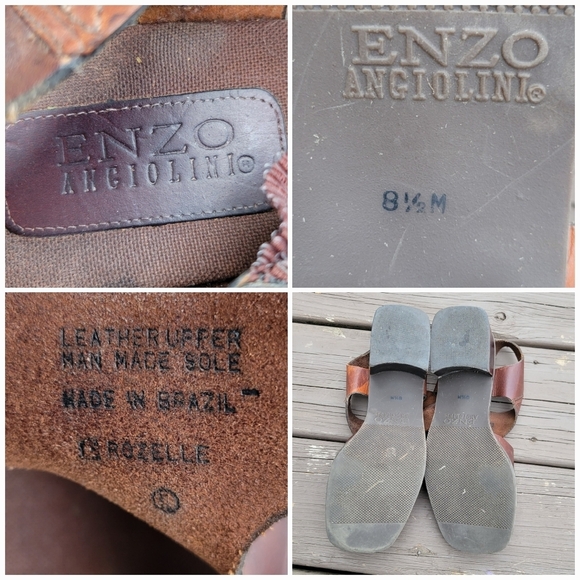 ENZO
ANGIOLINI®
ENZO
ANGIOLINI®
8½M
LEATHER UPPER
MAN MADE SOLE
MADE IN BRAZIL
ROZELLE